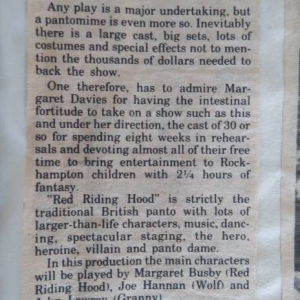 Any play is a major undertaking, but
a pantomime is even more so. Inevitably
there is a large cast, big sets, lots of
costumes and special effects not to men-
tion the thousands of dollars needed to
back the show.
One therefore, has to admire Mar-
garet Davies for having the intestinal
fortitude to take on a show such as this
and under her direction, the cast of 30 or
so for spending eight weeks in rehear-
sals and devoting almost all of their free
time to bring entertainment to Rock-
hampton children with 2¼ hours of
fantasy.
"Red Riding Hood" is strictly the
traditional British panto with lots of
larger-than-life characters, music, danc-
ing, spectacular staging, the hero,
heroine, villain and panto dame.
In this production the main characters
will be played by Margaret Busby (Red
Riding Hood), Joe Hannan (Wolf) and
John Lowrey (Granny)